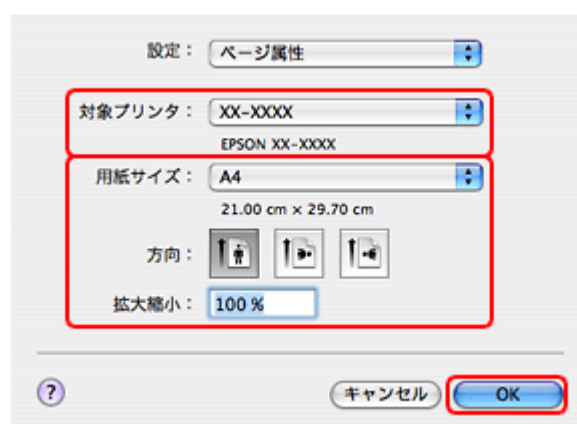 設定： ページ属性
対象プリンタ： XX-XXXX
EPSON XX-XXXX
用紙サイズ： A4
21.00 cm × 29.70 cm
方向：
拡大縮小： 100 %
? キャンセル OK